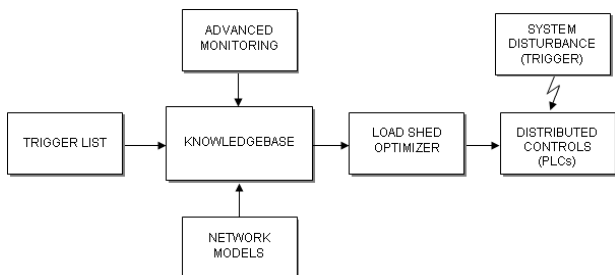 ADVANCED
MONITORING
SYSTEM
DISTURBANCE
(TRIGGER)
TRIGGER LIST
KNOWLEDGEBASE
LOAD SHED
OPTIMIZER
DISTRIBUTED
CONTROLS
(PLCs)
NETWORK
MODELS